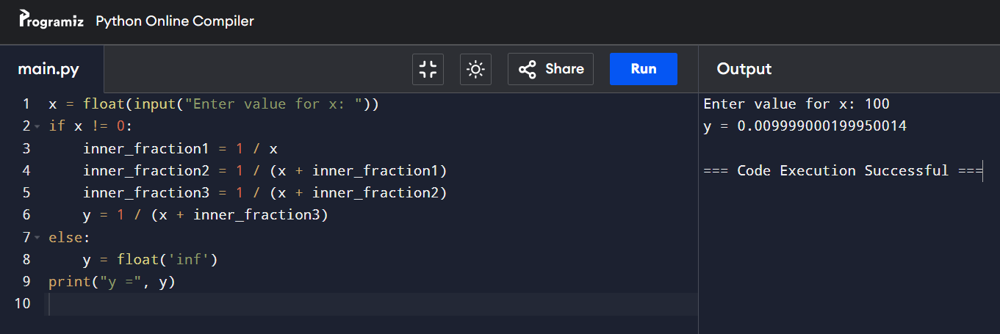 Programiz Python Online Compiler
main.py
Share
Run
Output
1 x = float(input("Enter value for x: "))
2 if x != 0:
3     inner_fraction1 = 1 / x
4     inner_fraction2 = 1 / (x + inner_fraction1)
5     inner_fraction3 = 1 / (x + inner_fraction2)
6     y = 1 / (x + inner_fraction3)
7 else:
8     y = float('inf')
9 print("y =", y)
10
Enter value for x: 100
y = 0.009999000199950014
=== Code Execution Successful ===